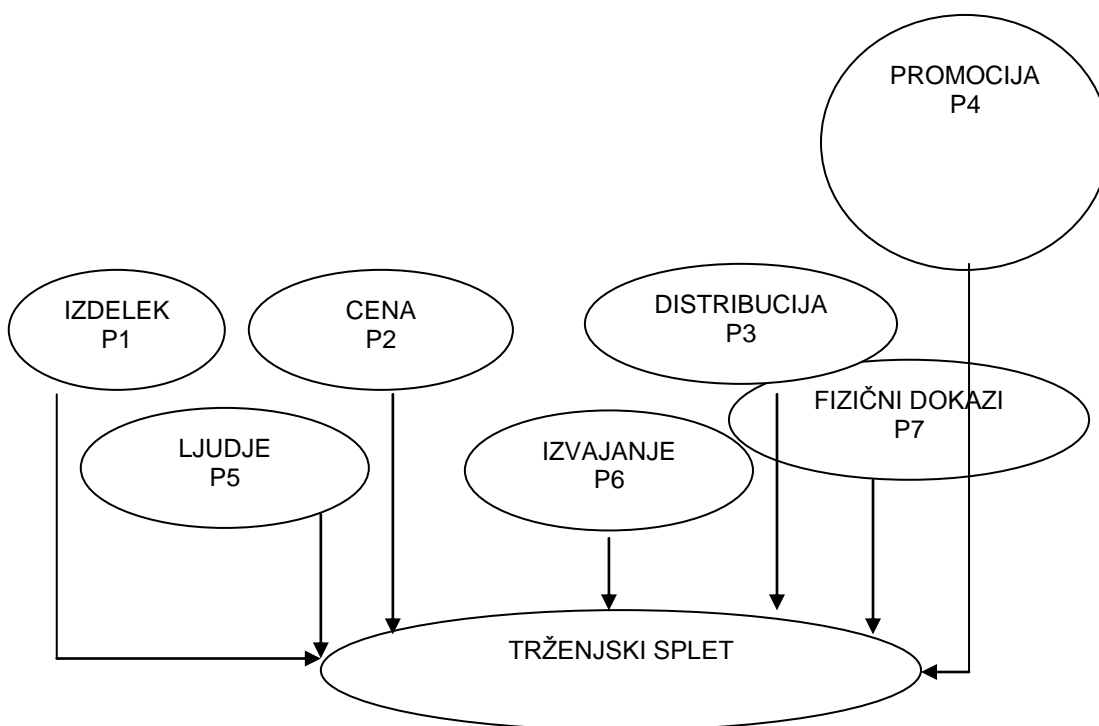 PROMOCIJA
P4
IZDELEK
P1
CENA
P2
DISTRIBUCIJA
P3
FIZIČNI DOKAZI
P7
LJUDJE
P5
IZVAJANJE
P6
TRŽENJSKI SPLET